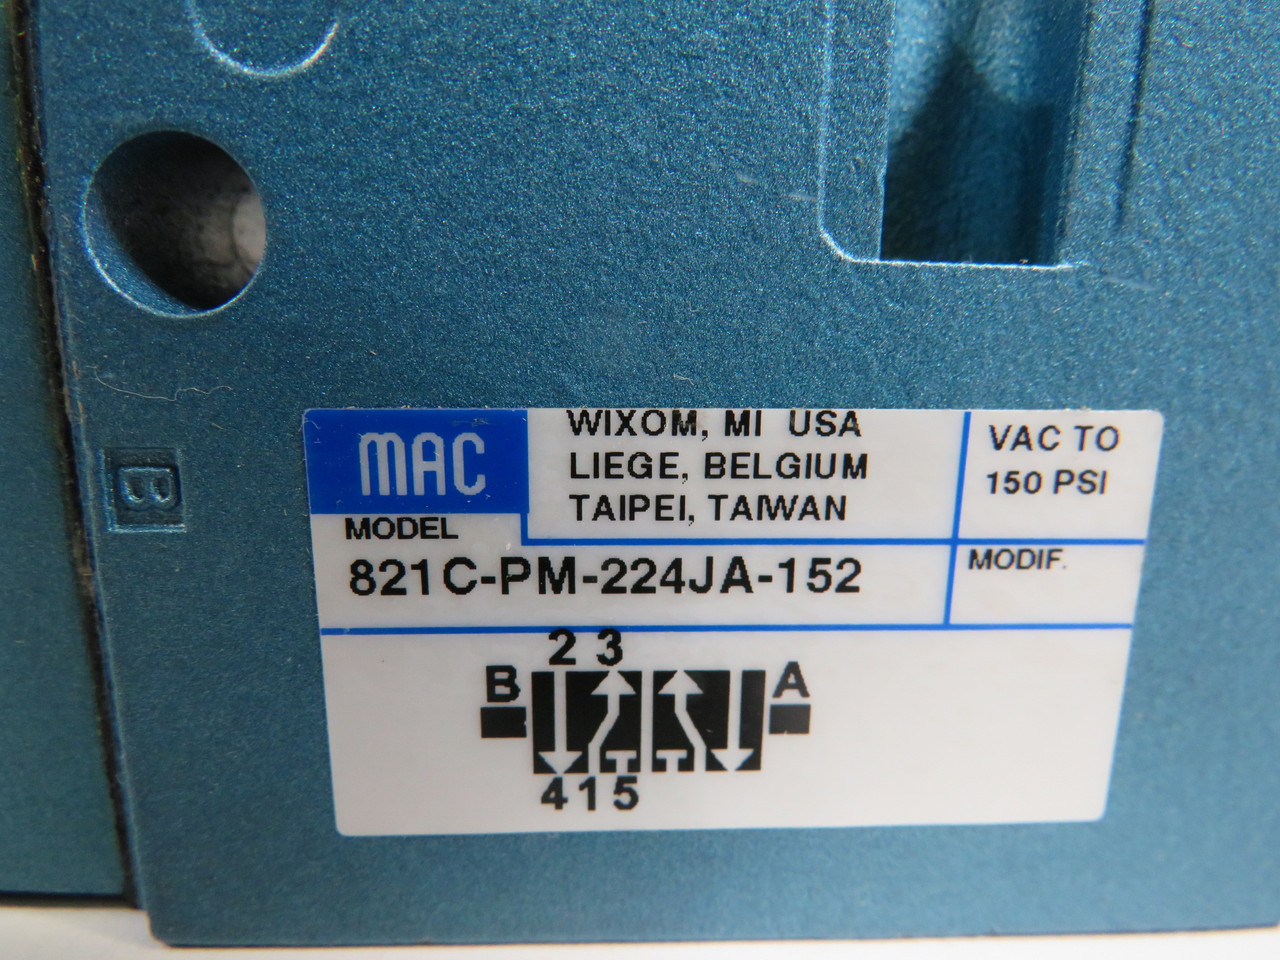 B
MAC
WIXOM, MI USA
LIEGE, BELGIUM
TAIPEI, TAIWAN
VAC TO
150 PSI
MODEL
821C-PM-224JA-152
MODIF.
2 3
B
A
4 1 5